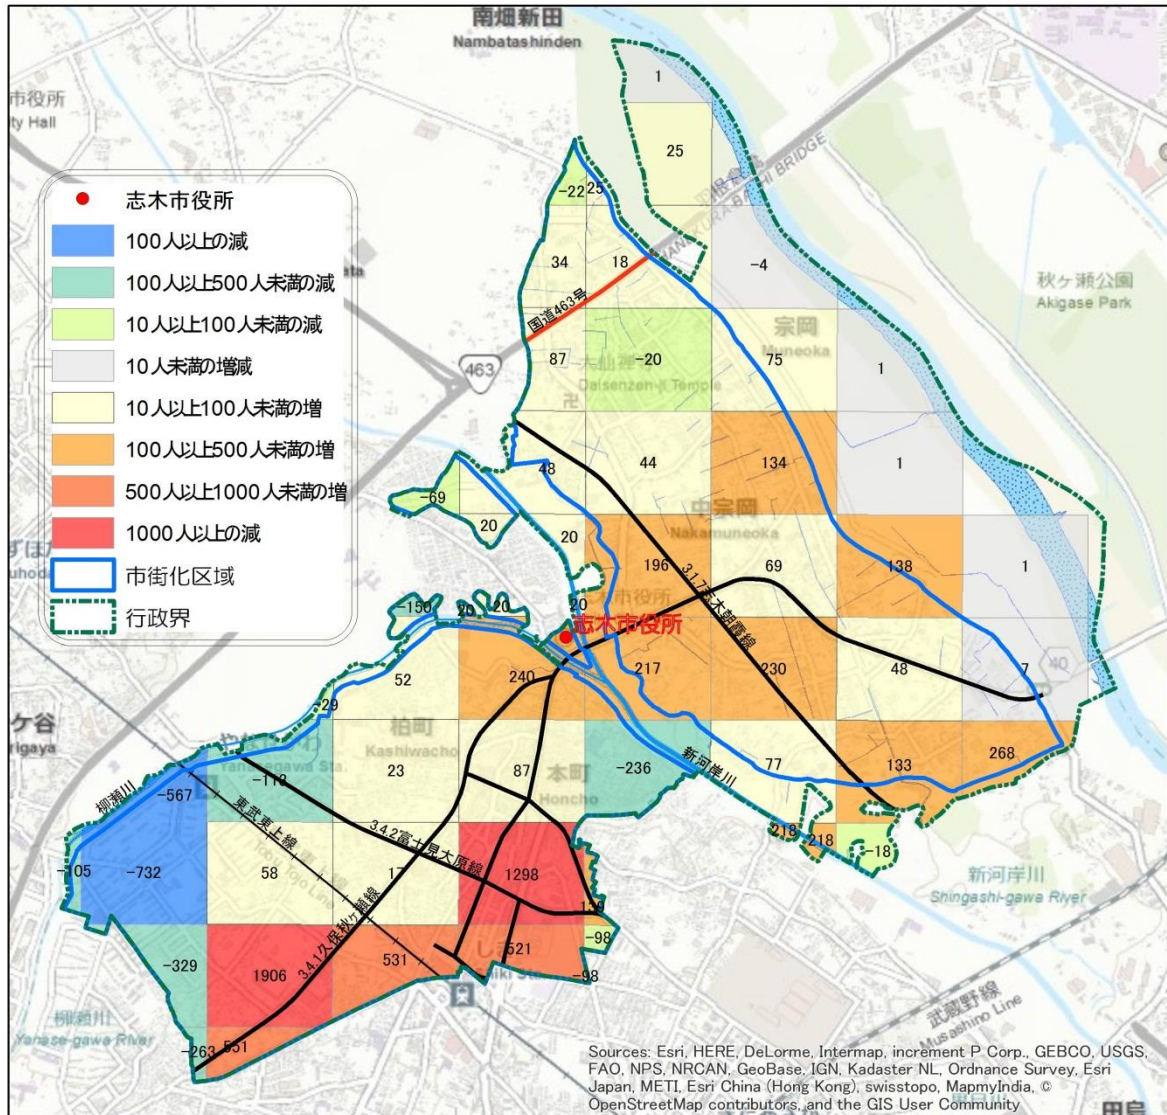 南畑新田
Nambatashinden
市役所
ty Hall
1
25
HANEKURA-BASHI BRIDGE
-22
25
志木市役所
100人以上の減
100人以上500人未満の減
10人以上100人未満の減
10人未満の増減
10人以上100人未満の増
100人以上500人未満の増
500人以上1000人未満の増
1000人以上の減
市街化区域
行政界
34
18
-4
秋ヶ瀬公園
Akigase Park
国道463号
463
87
-20
宗岡
Muneoka
75
1
Daisenzen-ji Temple
卍
48
44
134
1
-69
20
20
中宗岡
Nakamuneoka
196
69
138
1
3.1.7志木朝霞線
-150
20
20
20
志木市役所
52
240
217
230
48
7
40
-29
柏町
Kashiwacho
ケ谷
rigaya
Yanasegawa Sta.
-113
23
87
本町
Honcho
-236
新河岸川
77
133
268
柳瀬川
-567
東武東上線
3.4.2富士見大原線
-105
-732
58
Tojo Line
17
1298
139
218
218
-18
新河岸川
Shingashi-gawa River
3.4.1久保秋ヶ瀬線
-329
1906
531
521
-98
-98
柳瀬川
Yanase-gawa River
-263
551
武蔵野線
Musashino Line
Sources: Esri, HERE, DeLorme, Intermap, increment P Corp., GEBCO, USGS,
FAO, NPS, NRCAN, GeoBase, IGN, Kadaster NL, Ordnance Survey, Esri
Japan, METI, Esri China (Hong Kong), swisstopo, MapmyIndia, ©
OpenStreetMap contributors, and the GIS User Community